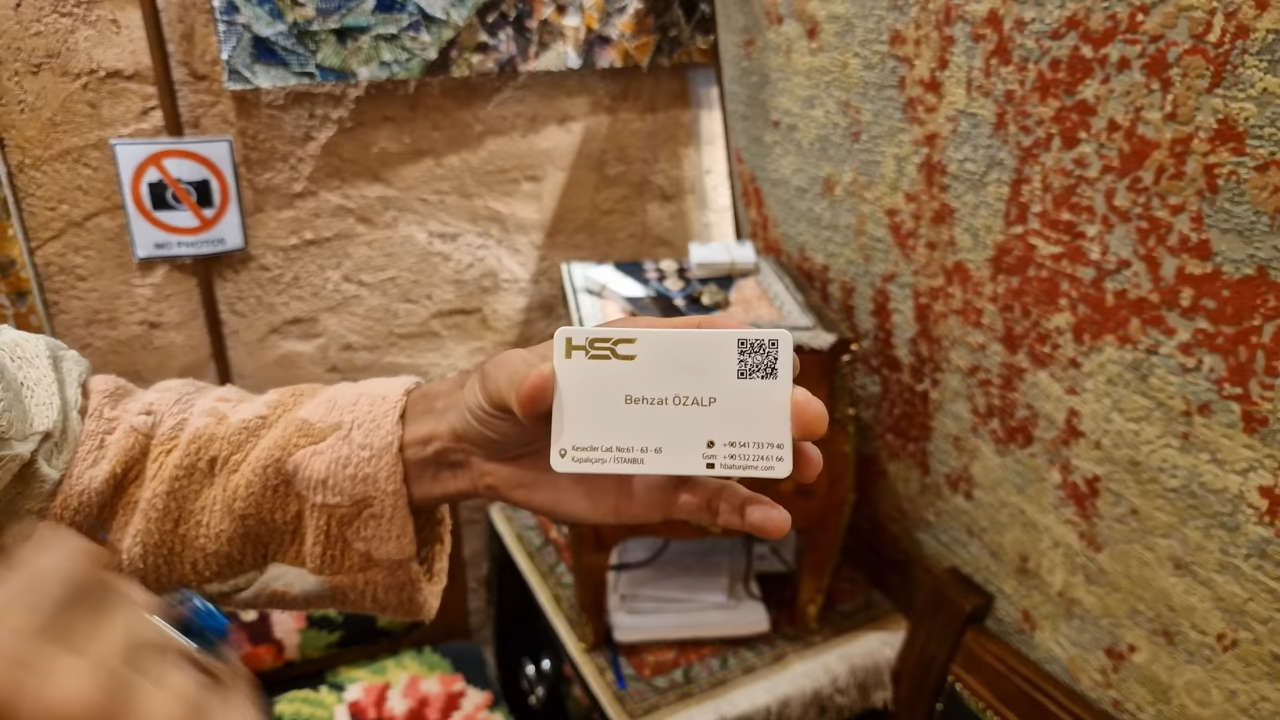 NO PHOTOS
HSC
Behzat ÖZALP
Keseciler Cad. No:61 - 63 - 65
Kapalıçarşı / İSTANBUL
+90 541 733 79 40
Gsm: +90 532 224 61 66
hbatur@me.com